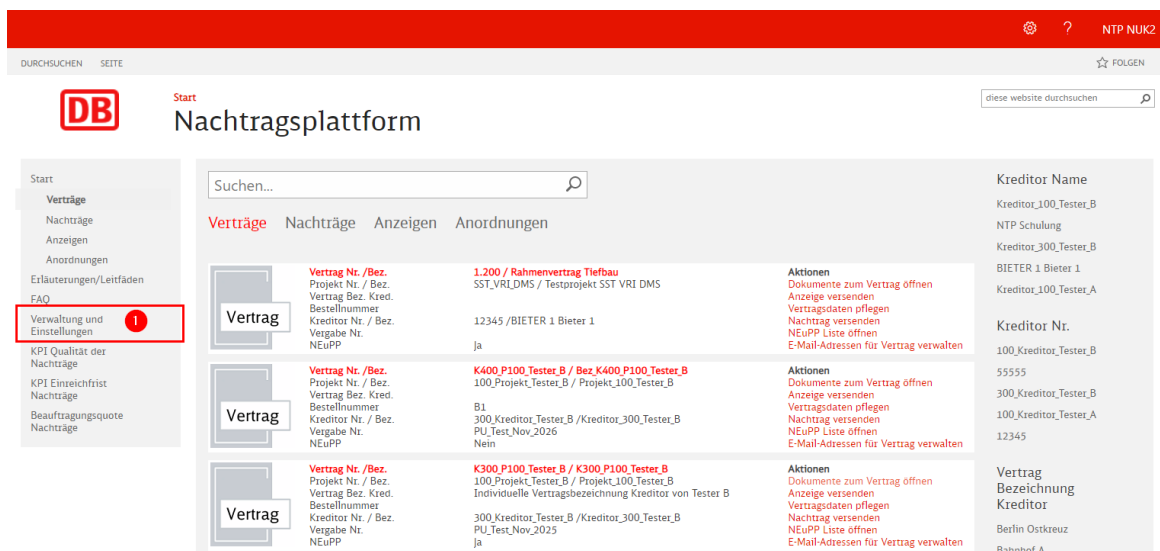 NTP NUK2
DURCHSUCHEN SEITE
FOLGEN
DB
Start
Nachtragsplattform
diese website durchsuchen
Start
Verträge
Nachträge
Anzeigen
Anordnungen
Erläuterungen/Leitfäden
FAQ
Verwaltung und
Einstellungen
1
KPI Qualität der
Nachträge
KPI Einreichfrist
Nachträge
Beauftragungsquote
Nachträge
Suchen...
Verträge Nachträge Anzeigen Anordnungen
Vertrag
Vertrag Nr. /Bez. 1.200 / Rahmenvertrag Tiefbau Aktionen
Projekt Nr. / Bez. SST_VRI_DMS / Testprojekt SST VRI DMS Dokumente zum Vertrag öffnen
Vertrag Bez. Kred. Anzeige versenden
Bestellnummer Vertragsdaten pflegen
Kreditor Nr. / Bez. 12345 /BIETER 1 Bieter 1 Nachtrag versenden
Vergabe Nr. NEuPP Liste öffnen
NEuPP Ja E-Mail-Adressen für Vertrag verwalten
Vertrag
Vertrag Nr. /Bez. K400_P100_Tester_B / Bez_K400_P100_Tester_B Aktionen
Projekt Nr. / Bez. 100_Projekt_Tester_B / Projekt_100_Tester_B Dokumente zum Vertrag öffnen
Vertrag Bez. Kred. Anzeige versenden
Bestellnummer B1 Vertragsdaten pflegen
Kreditor Nr. / Bez. 300_Kreditor_Tester_B /Kreditor_300_Tester_B Nachtrag versenden
Vergabe Nr. PU_Test_Nov_2026 NEuPP Liste öffnen
NEuPP Nein E-Mail-Adressen für Vertrag verwalten
Vertrag
Vertrag Nr. /Bez. K300_P100_Tester_B / K300_P100_Tester_B Aktionen
Projekt Nr. / Bez. 100_Projekt_Tester_B / Projekt_100_Tester_B Dokumente zum Vertrag öffnen
Vertrag Bez. Kred. Individuelle Vertragsbezeichnung Kreditor von Tester B Anzeige versenden
Bestellnummer Vertragsdaten pflegen
Kreditor Nr. / Bez. 300_Kreditor_Tester_B /Kreditor_300_Tester_B Nachtrag versenden
Vergabe Nr. PU_Test_Nov_2025 NEuPP Liste öffnen
NEuPP Ja E-Mail-Adressen für Vertrag verwalten
Kreditor Name
Kreditor_100_Tester_B
NTP Schulung
Kreditor_300_Tester_B
BIETER 1 Bieter 1
Kreditor_100_Tester_A
Kreditor Nr.
100_Kreditor_Tester_B
55555
300_Kreditor_Tester_B
100_Kreditor_Tester_A
12345
Vertrag
Bezeichnung
Kreditor
Berlin Ostkreuz
Bahnhof A